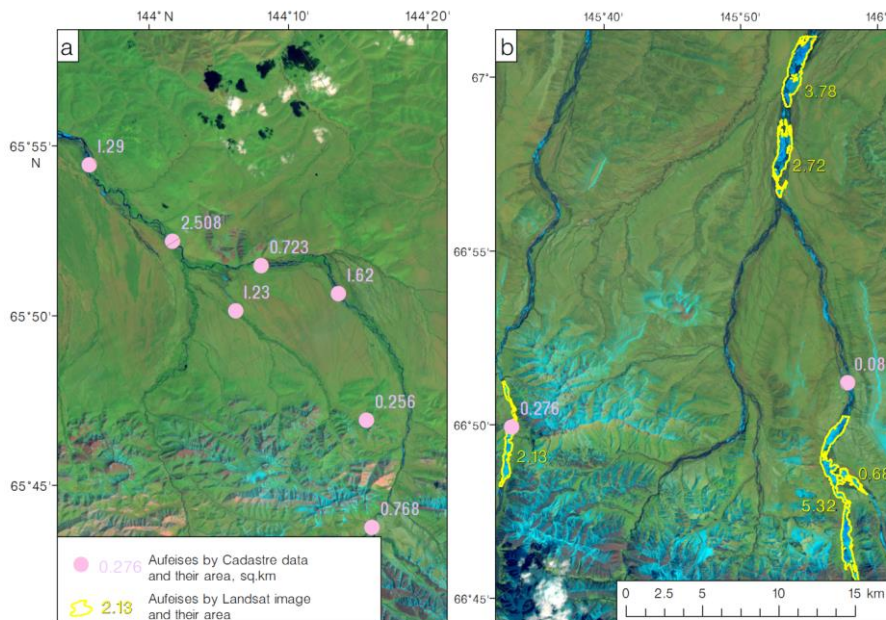 144° N
144°10'
144°20'
145°40'
145°50'
146°
a
b
67°
3.78
1.29
65°55'
N
2.72
2.508
0.723
66°55'
1.62
1.23
65°50'
0.08
0.276
66°50'
0.256
2.13
0.68
65°45'
5.32
0.768
0.276 Aufeises by Cadastre data
and their area, sq.km
2.13 Aufeises by Landsat image
and their area
66°45'
0 2.5 5 10 15 km